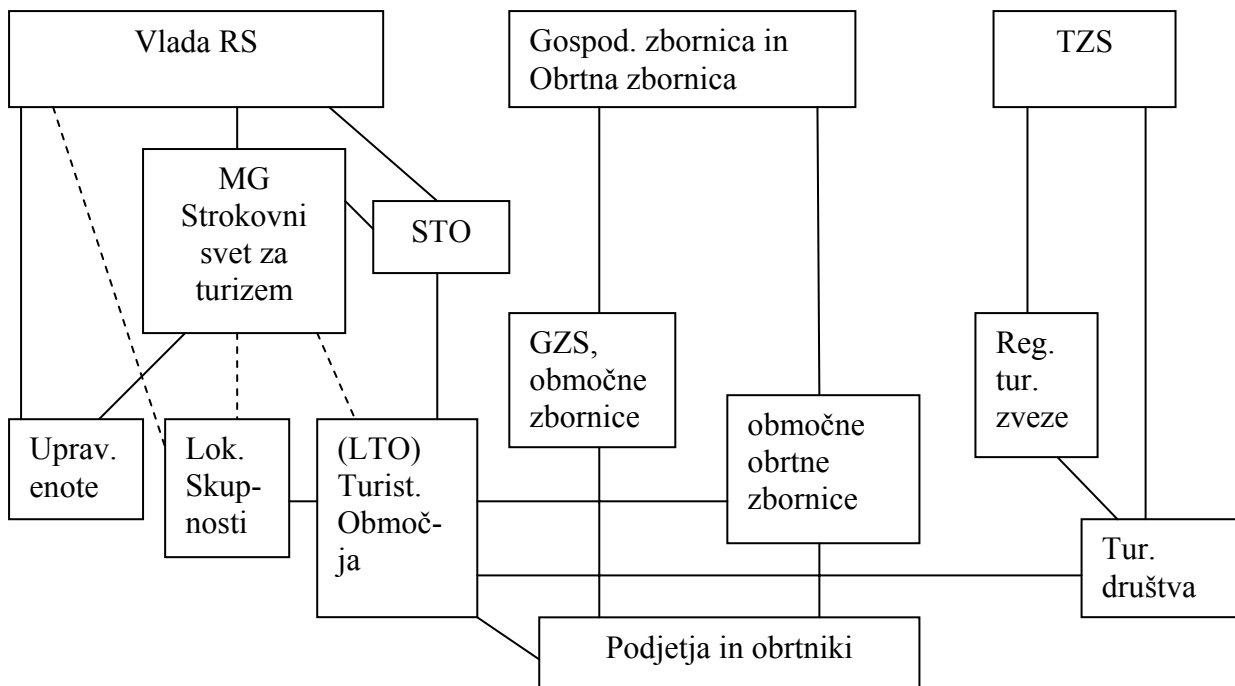 Vlada RS
Gospod. zbornica in
Obrtna zbornica
TZS
MG
Strokovni
svet za
turizem
STO
GZS,
območne
zbornice
Reg.
tur.
zveze
območne
obrtne
zbornice
Uprav.
enote
Lok.
Skup-
nosti
(LTO)
Turist.
Območ-
ja
Tur.
društva
Podjetja in obrtniki